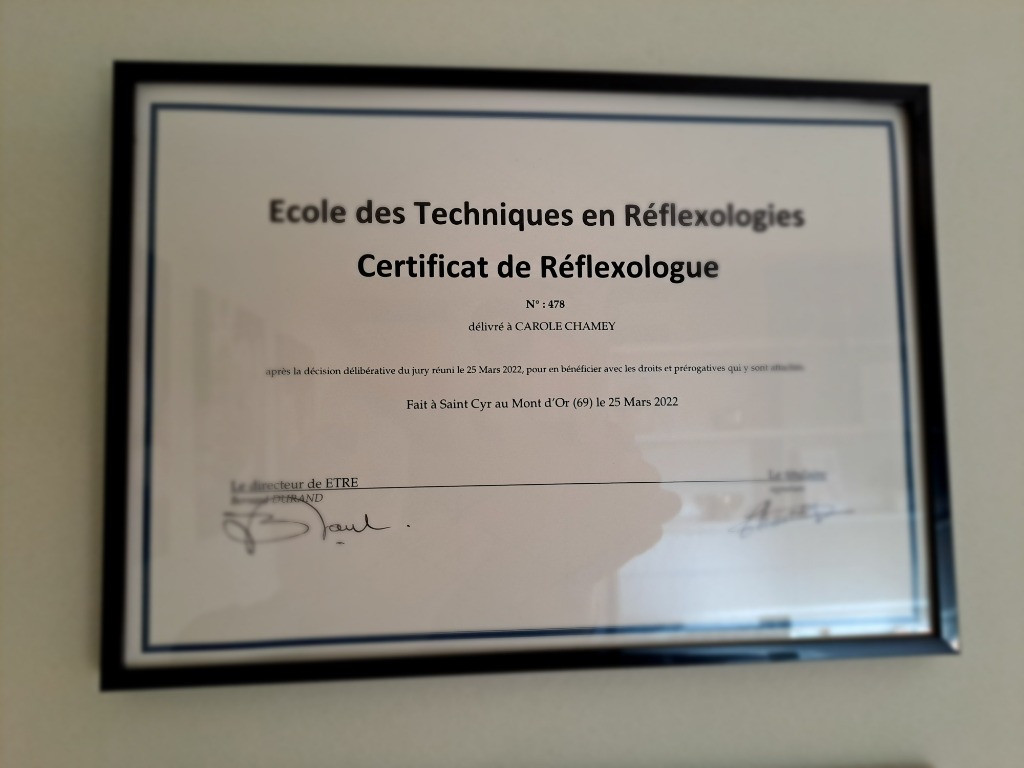 Ecole des Techniques en Réflexologies
Certificat de Réflexologue
N° : 478
délivré à CAROLE CHAMEY
après la décision délibérative du jury réuni le 25 Mars 2022, pour en bénéficier avec les droits et prérogatives qui y sont attachés
Fait à Saint Cyr au Mont d'Or (69) le 25 Mars 2022
Le directeur de ETRE
Le titulaire
DURAND